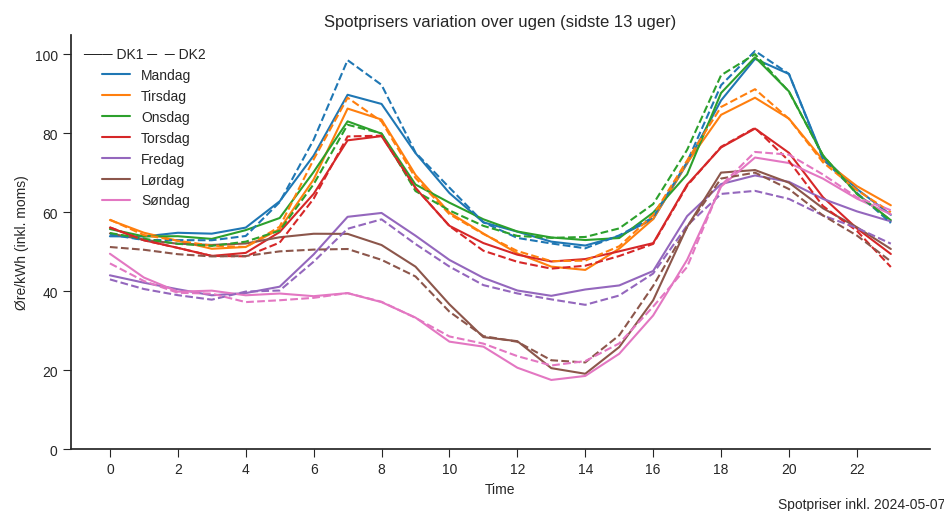 Spotprisers variation over ugen (sidste 13 uger)
DK1 DK2
Mandag
Tirsdag
Onsdag
Torsdag
Fredag
Lørdag
Søndag
Øre/kWh (inkl. moms)
100
80
60
40
20
0
0 2 4 6 8 10 12 14 16 18 20 22
Time
Spotpriser inkl. 2024-05-07